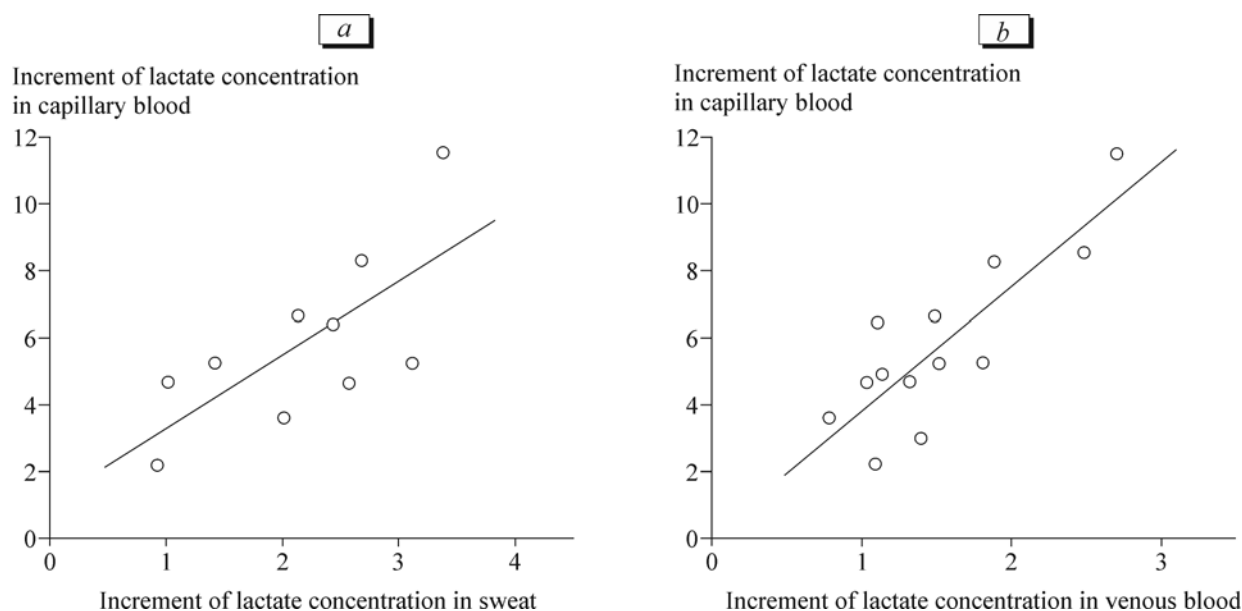 a
Increment of lactate concentration
in capillary blood
12
10
8
6
4
2
0
0 1 2 3 4
Increment of lactate concentration in sweat
b
Increment of lactate concentration
in capillary blood
12
10
8
6
4
2
0
0 1 2 3
Increment of lactate concentration in venous blood